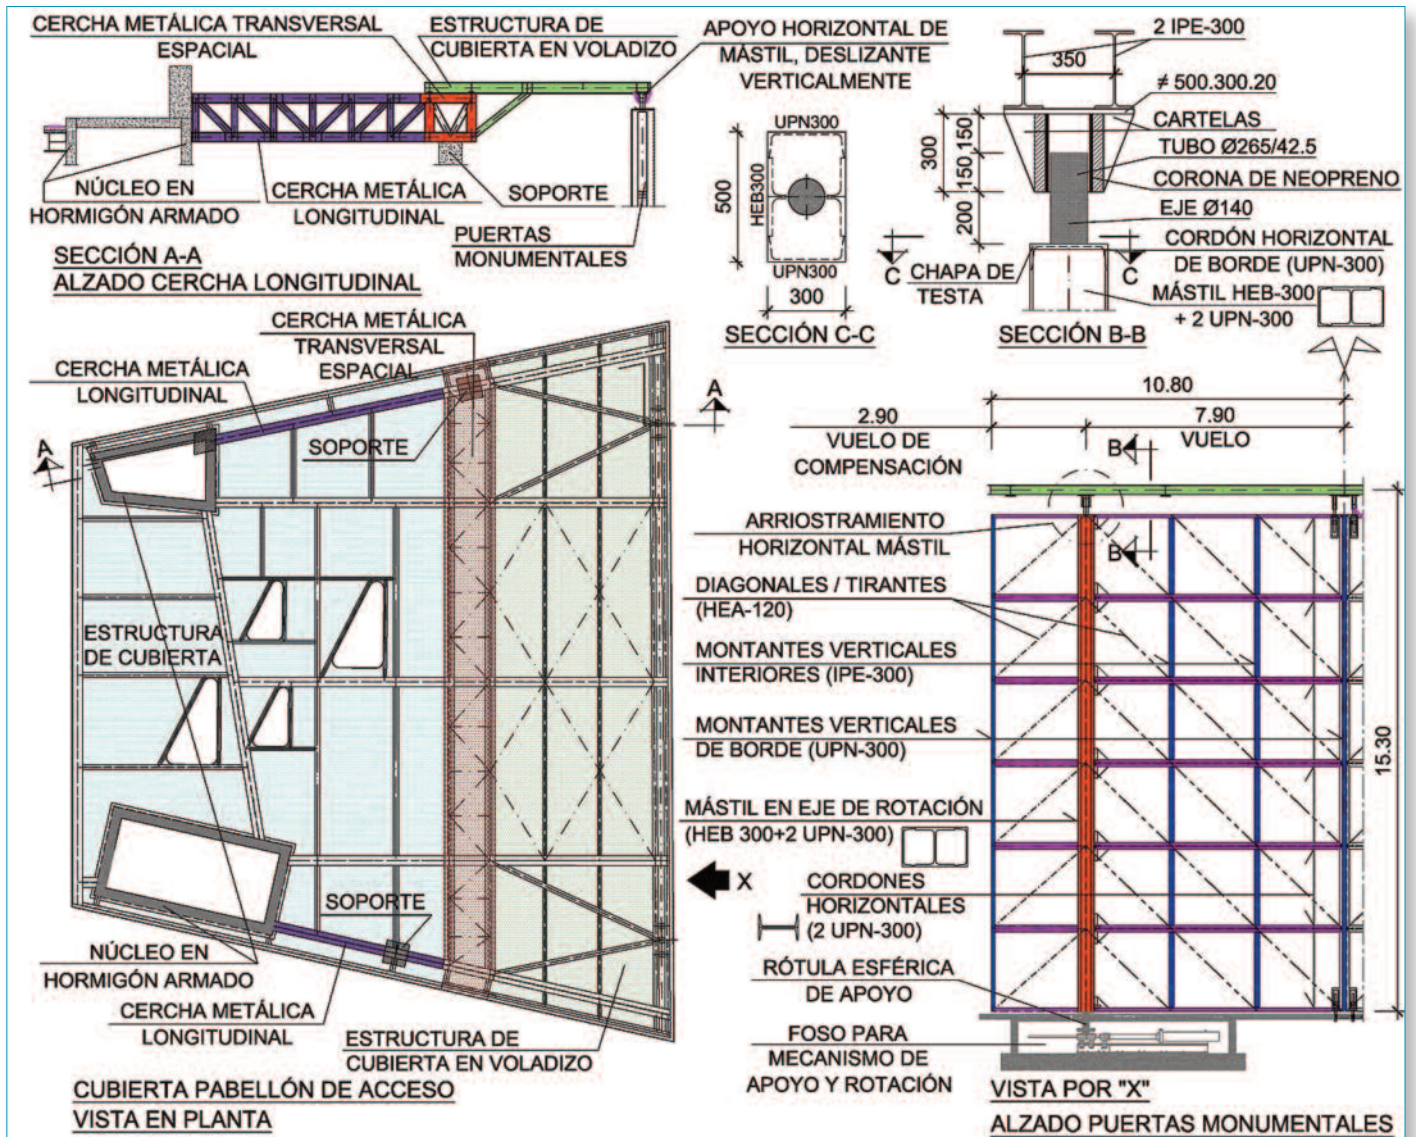 CERCHA METÁLICA TRANSVERSAL
ESPACIAL
ESTRUCTURA DE
CUBIERTA EN VOLADIZO
APOYO HORIZONTAL DE
MÁSTIL, DESLIZANTE
VERTICALMENTE
NÚCLEO EN
HORMIGÓN ARMADO
CERCHA METÁLICA
LONGITUDINAL
SOPORTE
PUERTAS
MONUMENTALES
SECCIÓN A-A
ALZADO CERCHA LONGITUDINAL
UPN300
500
HEB300
UPN300
300
SECCIÓN C-C
2 IPE-300
350
≠ 500.300.20
CARTELAS
TUBO Ø265/42.5
CORONA DE NEOPRENO
EJE Ø140
300
150
150
200
CORDÓN HORIZONTAL
DE BORDE (UPN-300)
C
C
CHAPA DE
TESTA
MÁSTIL HEB-300
+ 2 UPN-300
SECCIÓN B-B
CERCHA METÁLICA
TRANSVERSAL
ESPACIAL
CERCHA METÁLICA
LONGITUDINAL
SOPORTE
A
A
ESTRUCTURA
DE CUBIERTA
SOPORTE
X
NÚCLEO EN
HORMIGÓN ARMADO
CERCHA METÁLICA
LONGITUDINAL
ESTRUCTURA DE
CUBIERTA EN VOLADIZO
CUBIERTA PABELLÓN DE ACCESO
VISTA EN PLANTA
10.80
2.90
7.90
VUELO DE
COMPENSACIÓN
VUELO
B
B
ARRIOSTRAMIENTO
HORIZONTAL MÁSTIL
DIAGONALES / TIRANTES
(HEA-120)
MONTANTES VERTICALES
INTERIORES (IPE-300)
MONTANTES VERTICALES
DE BORDE (UPN-300)
MÁSTIL EN EJE DE ROTACIÓN
(HEB 300+2 UPN-300)
CORDONES
HORIZONTALES
(2 UPN-300)
RÓTULA ESFÉRICA
DE APOYO
FOSO PARA
MECANISMO DE
APOYO Y ROTACIÓN
15.30
VISTA POR "X"
ALZADO PUERTAS MONUMENTALES